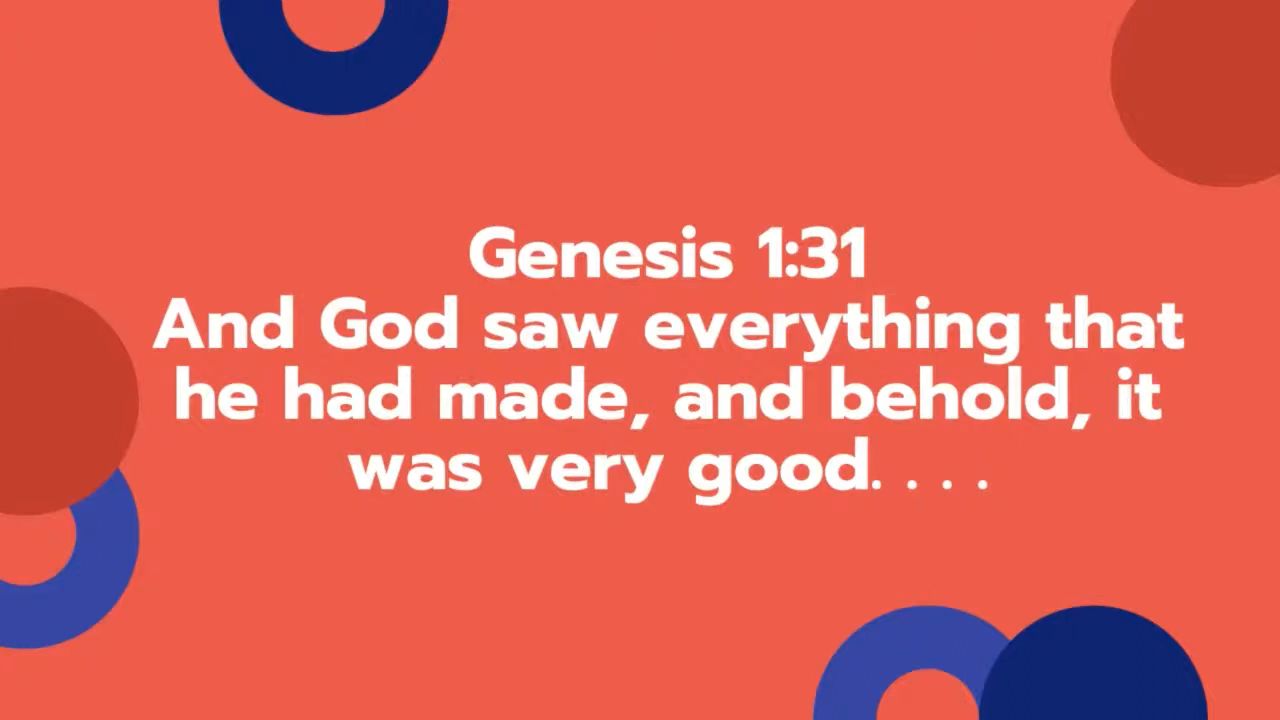 Genesis 1:31
And God saw everything that
he had made, and behold, it
was very good. . . .